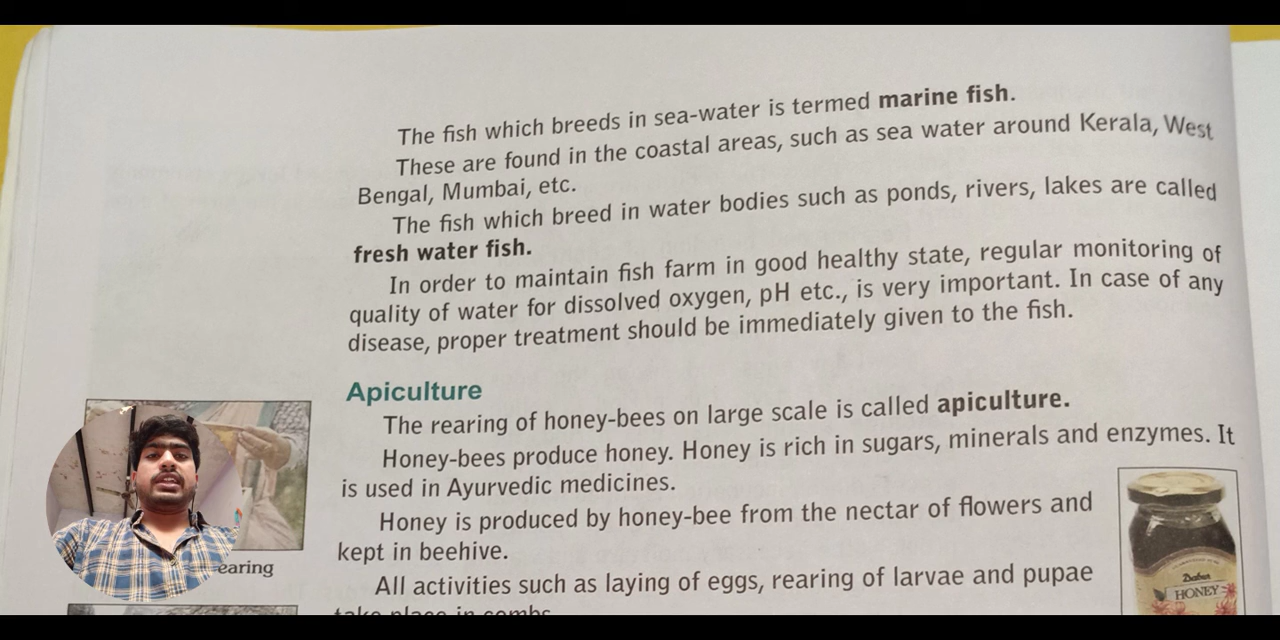 The fish which breeds in sea-water is termed marine fish.
These are found in the coastal areas, such as sea water around Kerala, West
Bengal, Mumbai, etc.
The fish which breed in water bodies such as ponds, rivers, lakes are called
fresh water fish.
In order to maintain fish farm in good healthy state, regular monitoring of
quality of water for dissolved oxygen, pH etc., is very important. In case of any
disease, proper treatment should be immediately given to the fish.
Apiculture
The rearing of honey-bees on large scale is called apiculture.
Honey-bees produce honey. Honey is rich in sugars, minerals and enzymes. It
is used in Ayurvedic medicines.
Honey is produced by honey-bee from the nectar of flowers and
kept in beehive.
All activities such as laying of eggs, rearing of larvae and pupae
take place in combs
earing
Dabur
HONEY